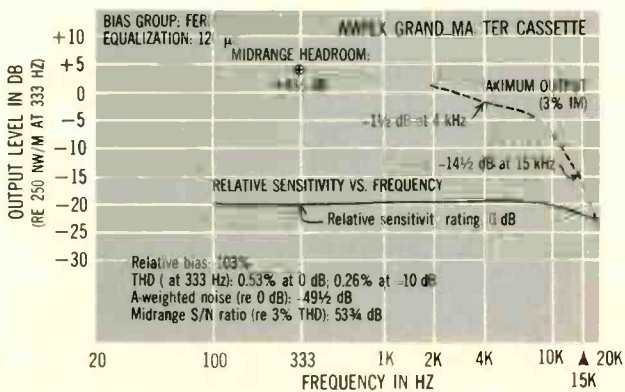 BIAS GROUP: FER
EQUALIZATION: 12 μ
GRAND MA TER CASSETTE
MIDRANGE HEADROOM:
OUTPUT LEVEL IN DB
(RE 250 NW/M AT 333 HZ)
+10
+5
0
−5
−10
−15
−20
−25
−30
AXIMUM OUTPUT
(3% IM)
-1½ dB at 4 kHz
-14½ dB at 15 kHz
RELATIVE SENSITIVITY VS. FREQUENCY
Relative sensitivit rating 0 dB
Relative bias: 103%
THD ( at 333 Hz): 0.53% at 0 dB; 0.26% at -10 dB
A-weighted noise (re 0 dB): -49½ dB
Midrange S/N ratio (re 3% THD): 53¾ dB
20 100 333 1K 2K 4K 10K ▲ 20K
15K
FREQUENCY IN HZ